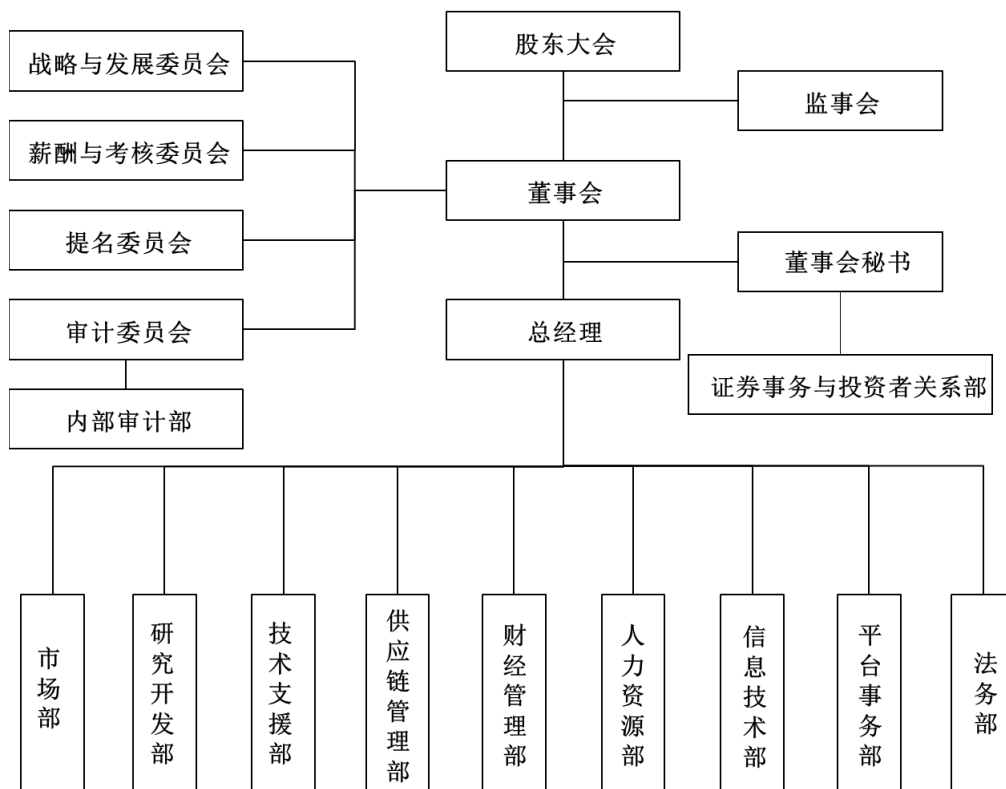 股东大会
战略与发展委员会
监事会
薪酬与考核委员会
董事会
提名委员会
董事会秘书
审计委员会
总经理
证券事务与投资者关系部
内部审计部
市场部
研究开发部
技术支援部
供应链管理部
财经管理部
人力资源部
信息技术部
平台事务部
法务部